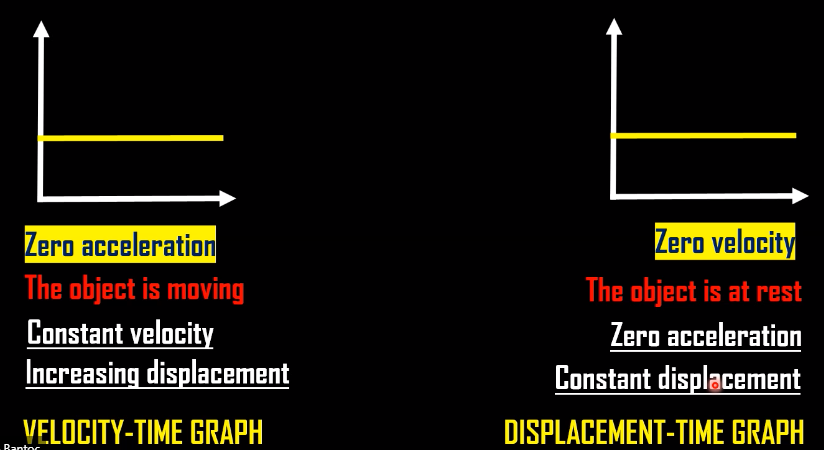 Zero acceleration
The object is moving
Constant velocity
Increasing displacement
VELOCITY-TIME GRAPH
Zero velocity
The object is at rest
Zero acceleration
Constant displacement
DISPLACEMENT-TIME GRAPH